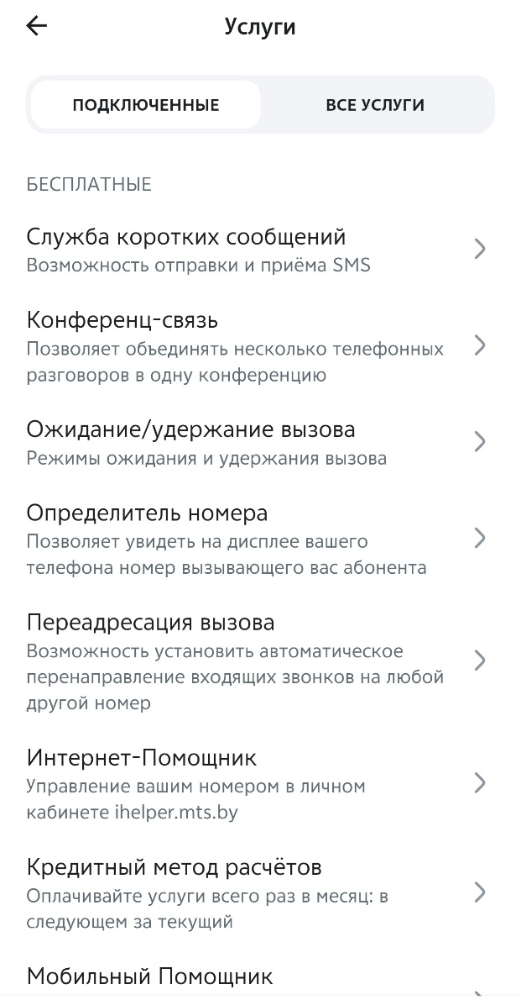 Услуги
ПОДКЛЮЧЕННЫЕ
ВСЕ УСЛУГИ
БЕСПЛАТНЫЕ
Служба коротких сообщений
Возможность отправки и приёма SMS
Конференц-связь
Позволяет объединять несколько телефонных
разговоров в одну конференцию
Ожидание/удержание вызова
Режимы ожидания и удержания вызова
Определитель номера
Позволяет увидеть на дисплее вашего
телефона номер вызывающего вас абонента
Переадресация вызова
Возможность установить автоматическое
перенаправление входящих звонков на любой
другой номер
Интернет-Помощник
Управление вашим номером в личном
кабинете ihelper.mts.by
Кредитный метод расчётов
Оплачивайте услуги всего раз в месяц: в
следующем за текущий
Мобильный Помощник